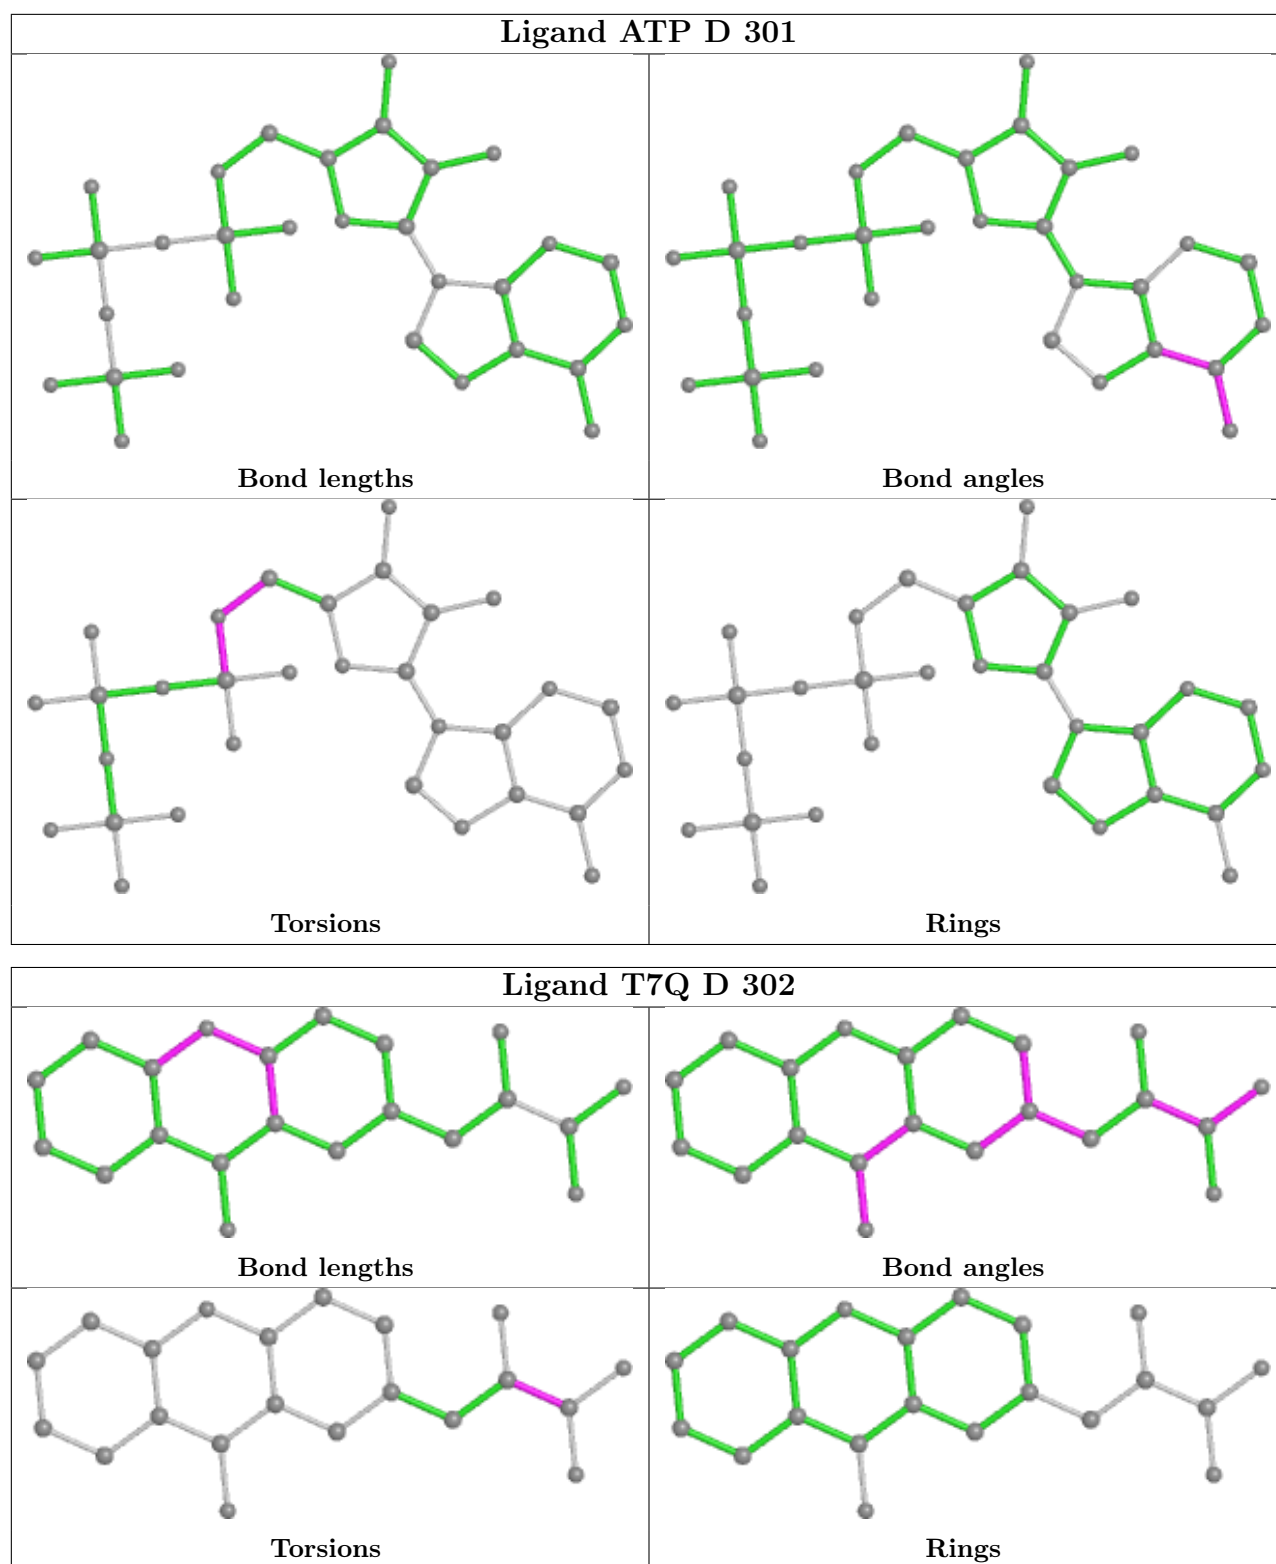 Ligand ATP D 301
Bond lengths
Bond angles
Torsions
Rings
Ligand T7Q D 302
Bond lengths
Bond angles
Torsions
Rings